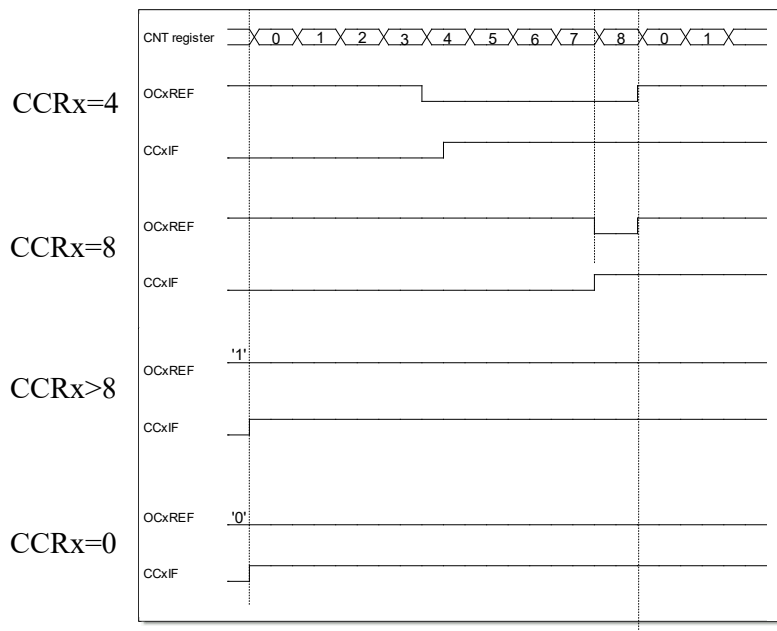 CNT register 0 1 2 3 4 5 6 7 8 0 1
CCRx=4
OCxREF
CCxIF
CCRx=8
OCxREF
CCxIF
CCRx>8
'1'
OCxREF
CCxIF
CCRx=0
OCxREF '0'
CCxIF